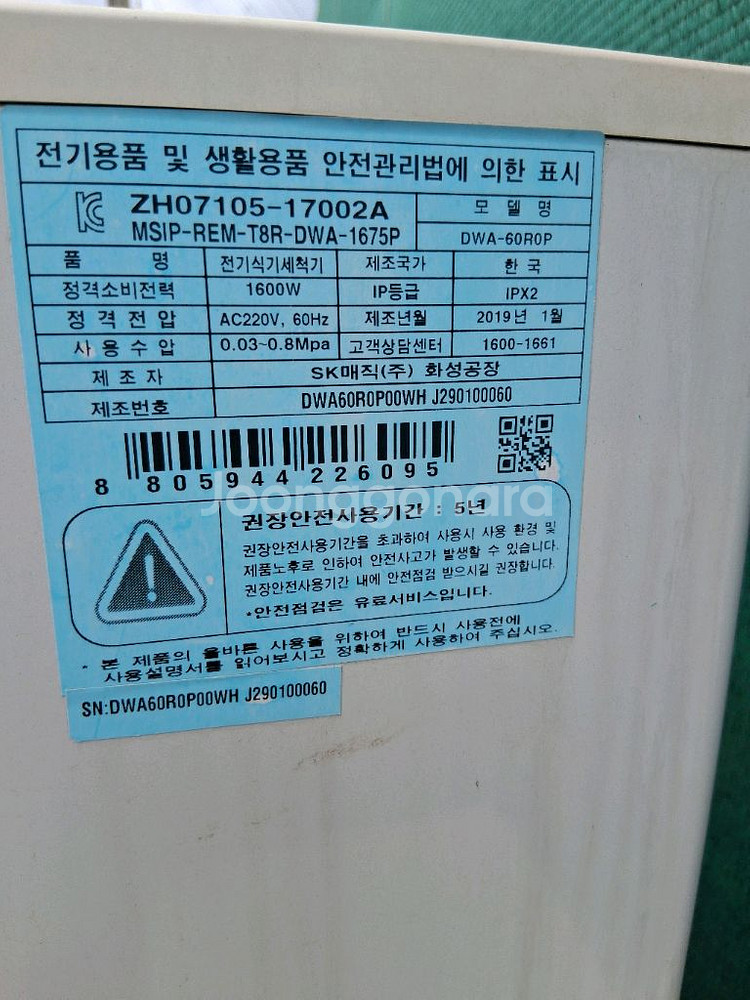 전기용품 및 생활용품 안전관리법에 의한 표시
ZH07105-17002A
MSIP-REM-T8R-DWA-1675P
모 델 명
DWA-60R0P
품 명 전기식기세척기 제조국가 한 국
정격소비전력 1600W IP등급 IPX2
정 격 전 압 AC220V, 60Hz 제조년월 2019년 1월
사 용 수 압 0.03~0.8Mpa 고객상담센터 1600-1661
제 조 자 SK매직(주) 화성공장
제조번호 DWA60R0P00WH J290100060
8 805944 226095
Joonggonara
권장안전사용기간 : 5년
권장안전사용기간을 초과하여 사용시 사용 환경 및
제품노후로 인하여 안전사고가 발생할 수 있습니다.
권장안전사용기간 내에 안전점검 받으시길 권장합니다.
*안전점검은 유료서비스입니다.
* 본 제품의 올바른 사용을 위하여 반드시 사용전에
사용설명서를 읽어보시고 정확하게 사용하여 주십시오.
SN:DWA60R0P00WH J290100060